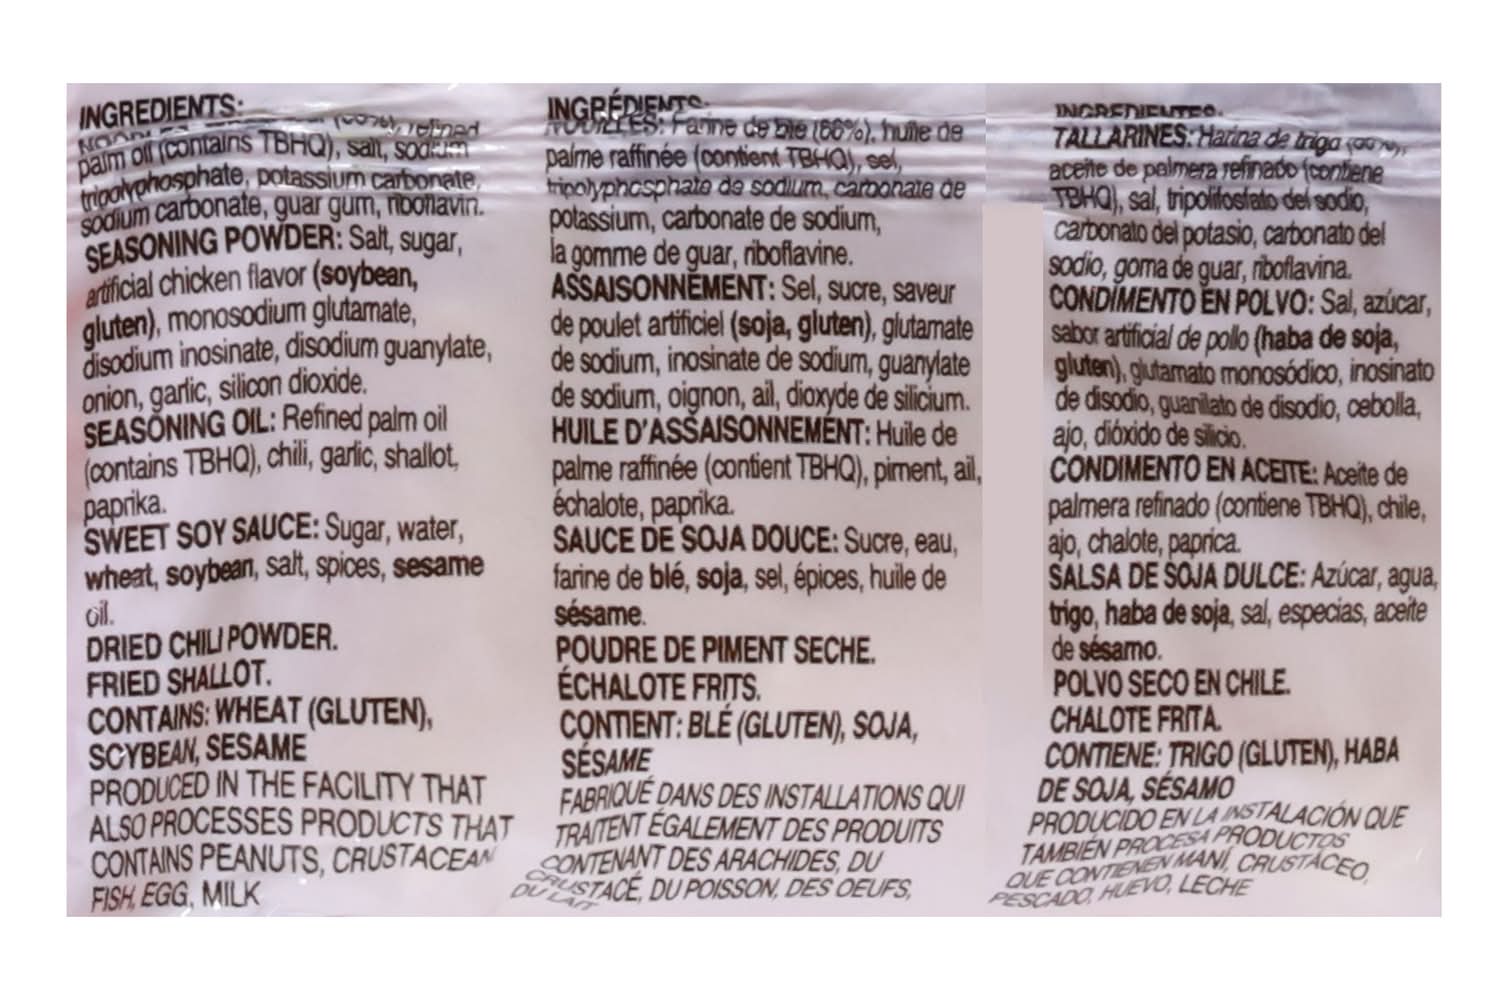 INGREDIENTS:
refined
palm oil (contains TBHQ), salt, sodium
tripolyphosphate, potassium carbonate,
sodium carbonate, guar gum, riboflavin.
SEASONING POWDER: Salt, sugar,
artificial chicken flavor (soybean,
gluten), monosodium glutamate,
disodium inosinate, disodium guanylate,
onion, garlic, silicon dioxide.
SEASONING OIL: Refined palm oil
(contains TBHQ), chili, garlic, shallot,
paprika.
SWEET SOY SAUCE: Sugar, water,
wheat, soybean, salt, spices, sesame
oil.
DRIED CHILI POWDER.
FRIED SHALLOT.
CONTAINS: WHEAT (GLUTEN),
SOYBEAN, SESAME
PRODUCED IN THE FACILITY THAT
ALSO PROCESSES PRODUCTS THAT
CONTAINS PEANUTS, CRUSTACEAN
FISH, EGG, MILK
INGRÉDIENTS:
NOUILLES: Farine de blé (66%), huile de
palme raffinée (contient TBHQ), sel,
tripolyphosphate de sodium, carbonate de
potassium, carbonate de sodium,
la gomme de guar, riboflavine.
ASSAISONNEMENT: Sel, sucre, saveur
de poulet artificiel (soja, gluten), glutamate
de sodium, inosinate de sodium, guanylate
de sodium, oignon, ail, dioxyde de silicium.
HUILE D'ASSAISONNEMENT: Huile de
palme raffinée (contient TBHQ), piment, ail,
échalote, paprika.
SAUCE DE SOJA DOUCE: Sucre, eau,
farine de blé, soja, sel, épices, huile de
sésame.
POUDRE DE PIMENT SECHE.
ÉCHALOTE FRITS.
CONTIENT: BLÉ (GLUTEN), SOJA,
SÉSAME
FABRIQUÉ DANS DES INSTALLATIONS QUI
TRAITENT ÉGALEMENT DES PRODUITS
CONTENANT DES ARACHIDES, DU
CRUSTACÉ, DU POISSON, DES OEUFS,
DU LAIT
INGREDIENTES:
TALLARINES: Harina de trigo
aceite de palmera refinado (contiene
TBHQ), sal, tripolifosfato del sodio,
carbonato del potasio, carbonato del
sodio, goma de guar, riboflavina.
CONDIMENTO EN POLVO: Sal, azúcar,
sabor artificial de pollo (haba de soja,
gluten), glutamato monosódico, inosinato
de disodio, guanilato de disodio, cebolla,
ajo, dióxido de silicio.
CONDIMENTO EN ACEITE: Aceite de
palmera refinado (contiene TBHQ), chile,
ajo, chalote, paprica.
SALSA DE SOJA DULCE: Azúcar, agua,
trigo, haba de soja, sal, especias, aceite
de sésamo.
POLVO SECO EN CHILE.
CHALOTE FRITA.
CONTIENE: TRIGO (GLUTEN), HABA
DE SOJA, SÉSAMO
PRODUCIDO EN LA INSTALACIÓN QUE
TAMBIÉN PROCESA PRODUCTOS
QUE CONTIENEN MANÍ, CRUSTÁCEO,
PESCADO, HUEVO, LECHE